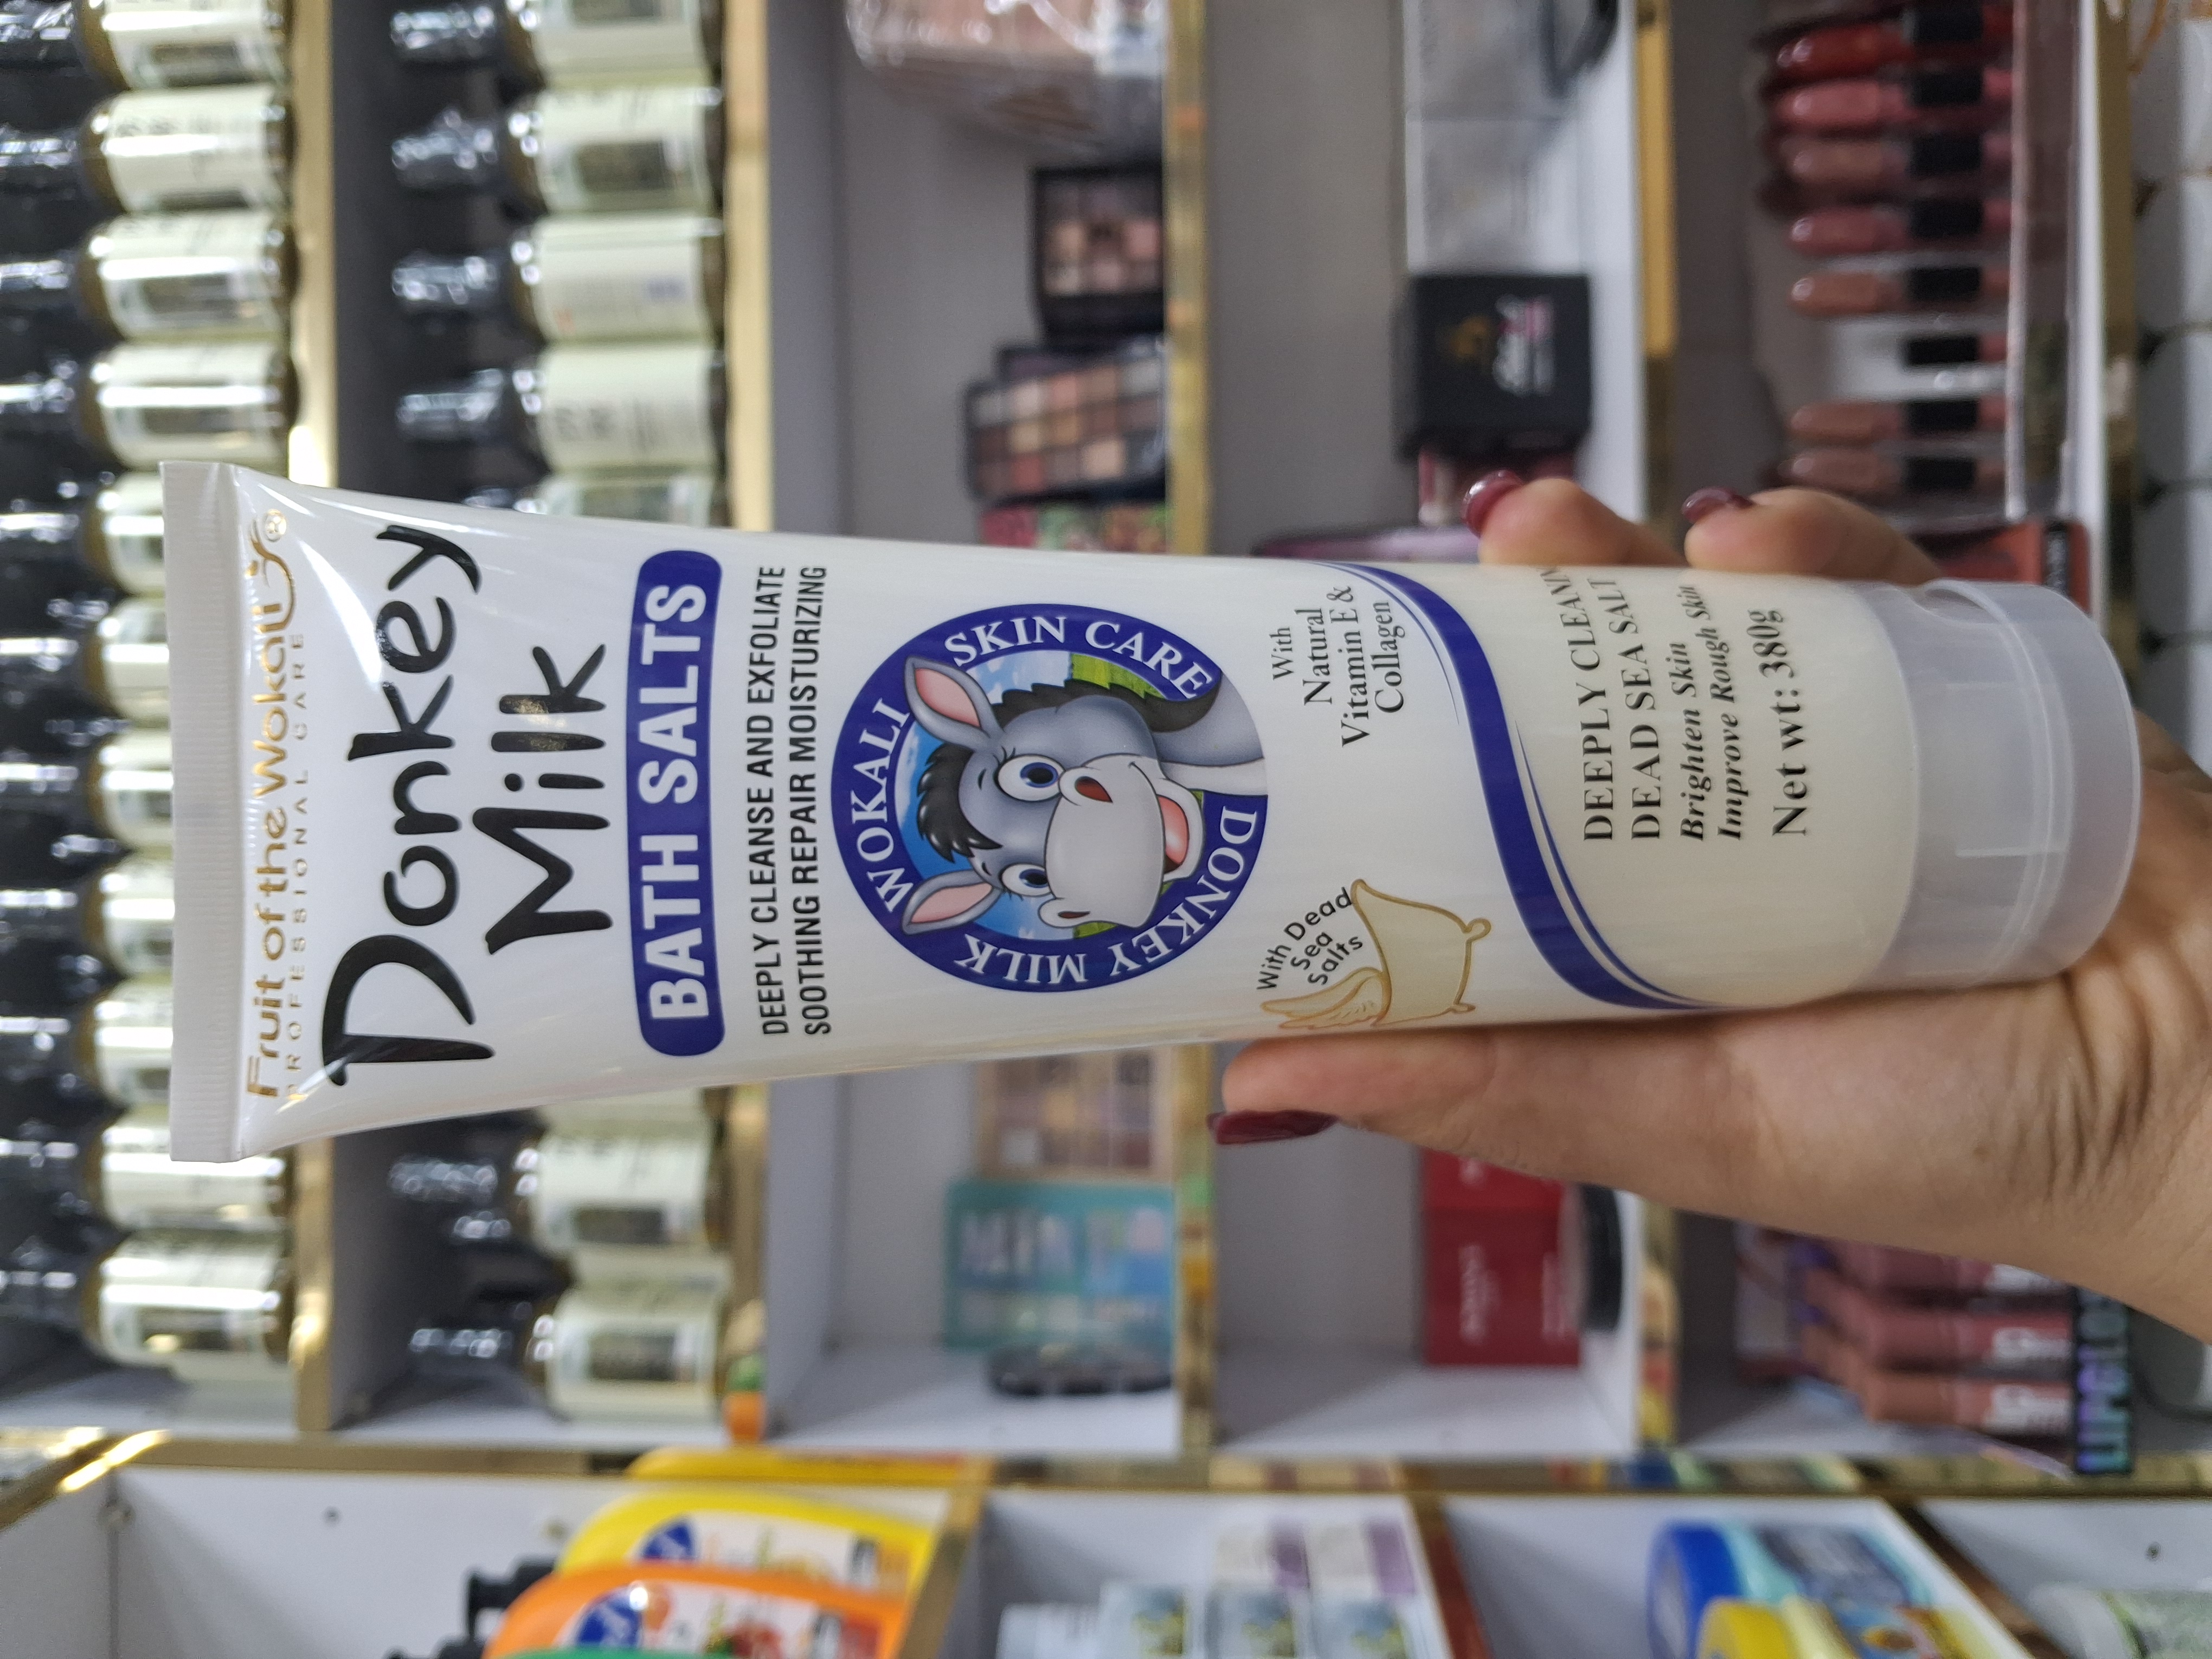 Fruit of the Wokali®
PROFESSIONAL CARE
Donkey
Milk
BATH SALTS
DEEPLY CLEANSE AND EXFOLIATE
SOOTHING REPAIR MOISTURIZING
WOKALI SKIN CARE
DONKEY MILK
With
Natural
Vitamin E &
Collagen
With Dead
Sea
Salts
DEEPLY CLEANIN
DEAD SEA SALT
Brighten Skin
Improve Rough Skin
Net wt: 380g